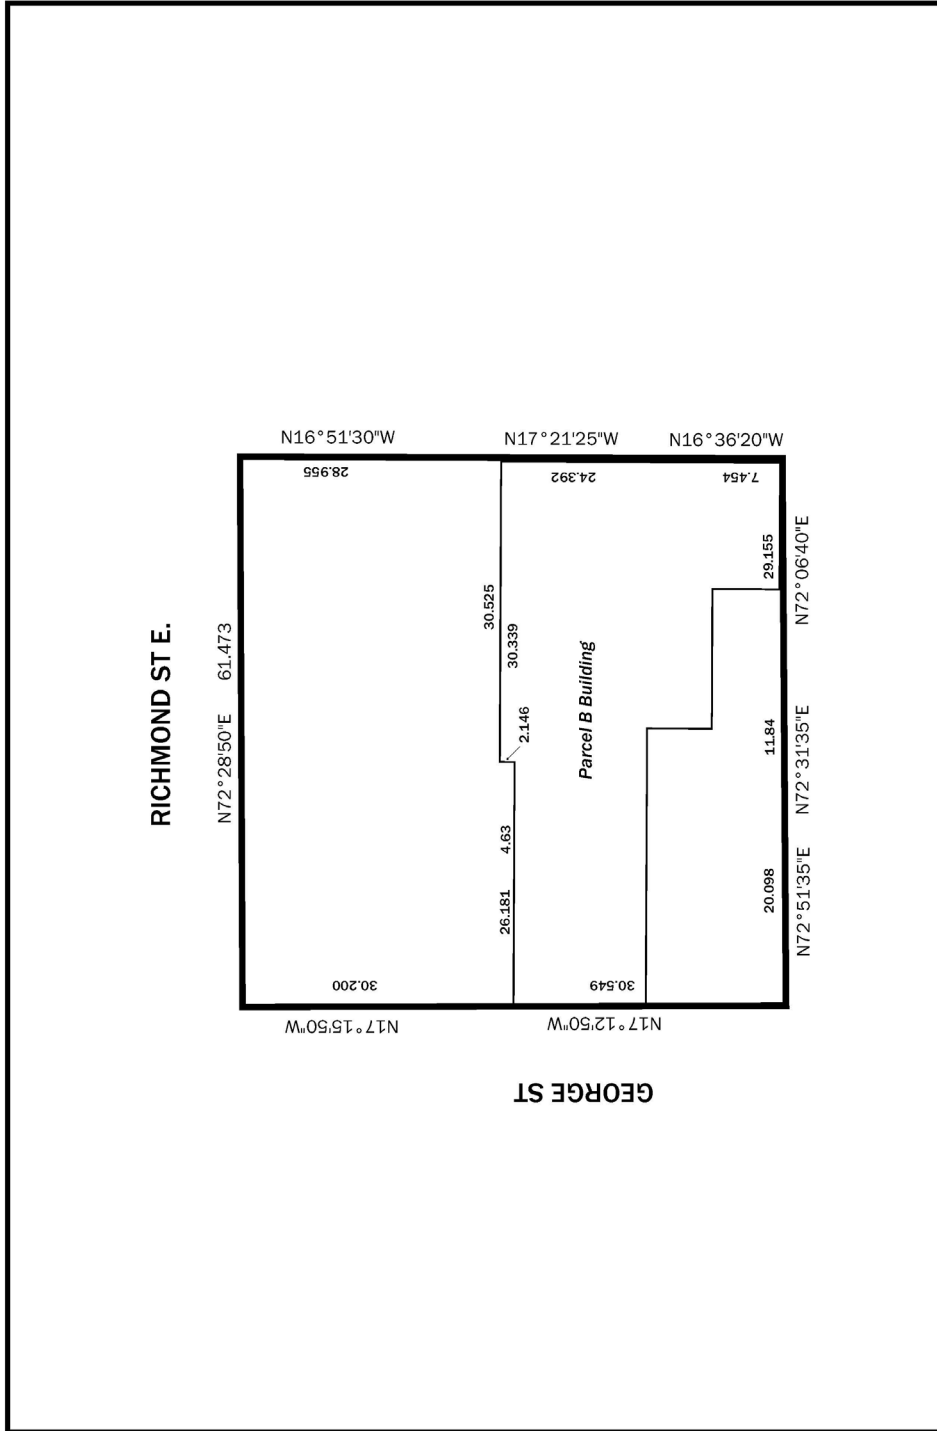 RICHMOND ST E.
N72°28'50"E 61.473
N16°51'30"W
N17°21'25"W
N16°36'20"W
28.955
24.392
7.454
N72°06'40"E
29.155
30.525
30.339
2.146
Parcel B Building
4.63
26.181
N72°31'35"E
11.84
N72°51'35"E
20.098
30.200
30.549
N17°15'50"W
N17°12'50"W
GEORGE ST